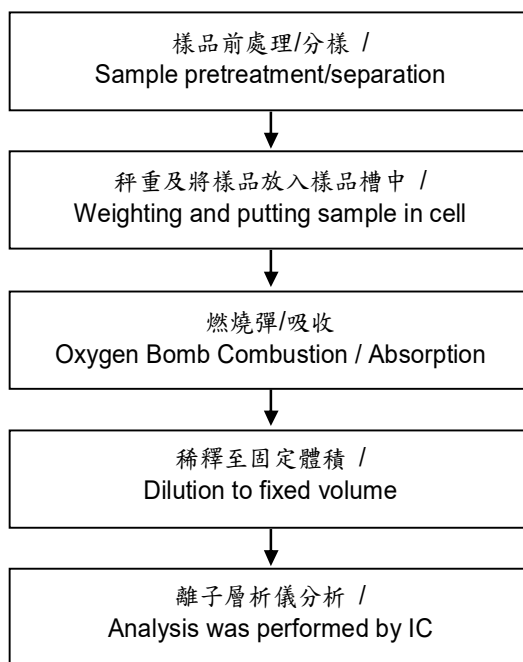 樣品前處理/分樣 /
Sample pretreatment/separation
秤重及將樣品放入樣品槽中 /
Weighting and putting sample in cell
燃燒彈/吸收
Oxygen Bomb Combustion / Absorption
稀釋至固定體積 /
Dilution to fixed volume
離子層析儀分析 /
Analysis was performed by IC